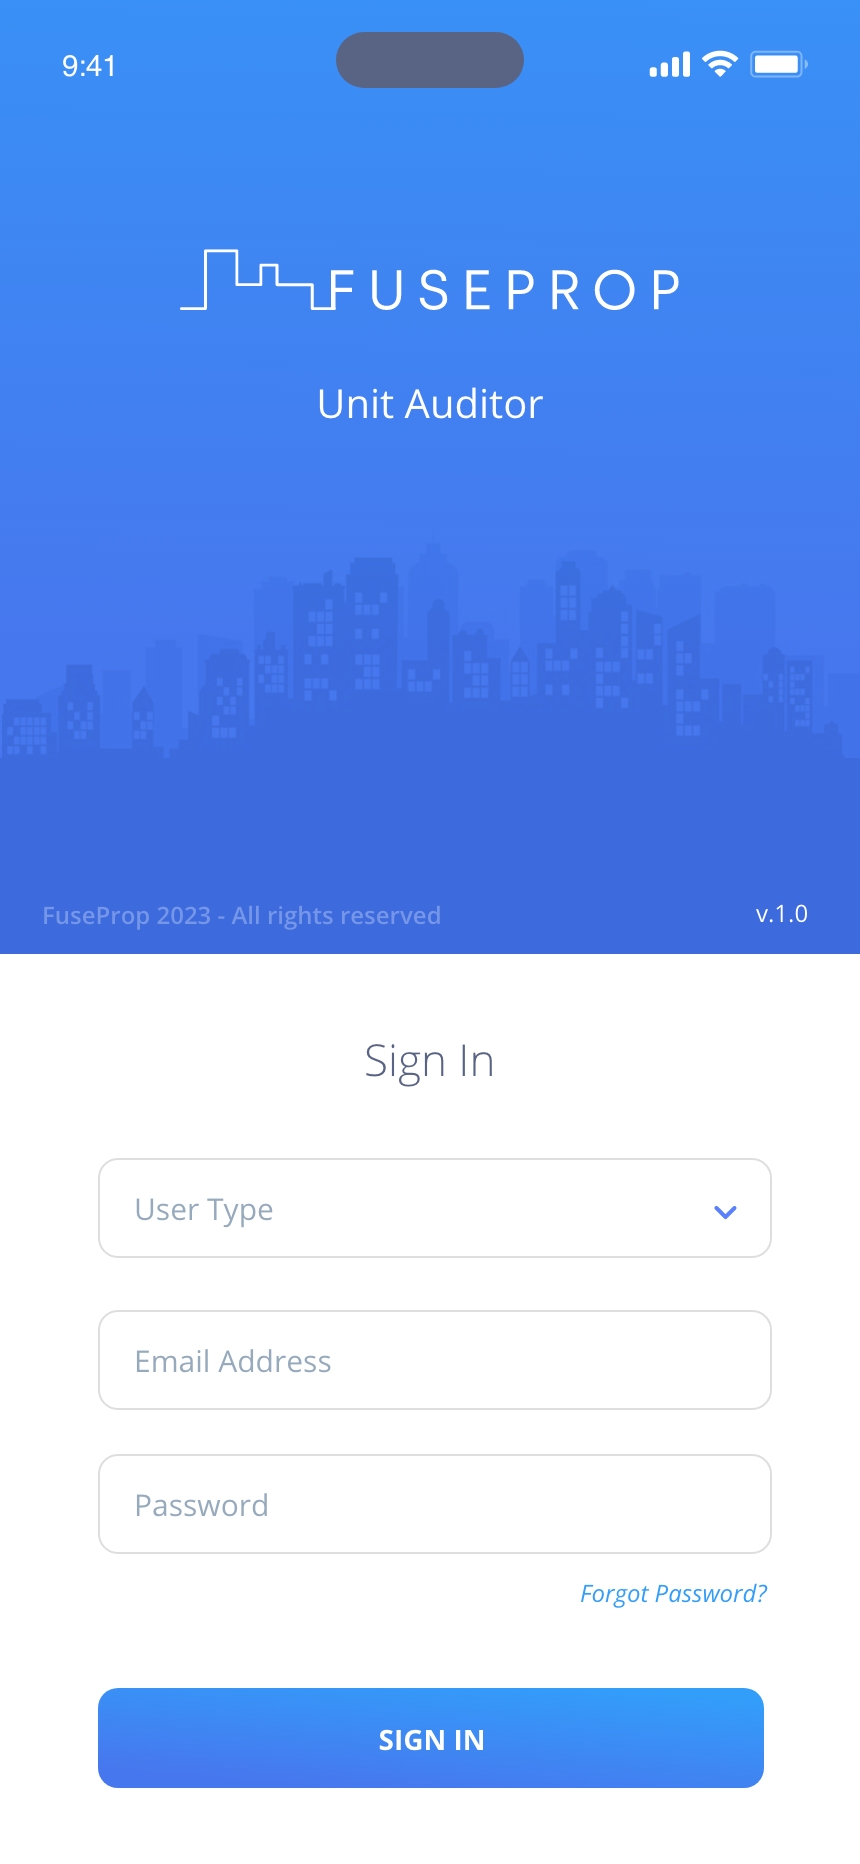 9:41
FUSEPROP
Unit Auditor
FuseProp 2023 - All rights reserved
v.1.0
Sign In
User Type
Email Address
Password
Forgot Password?
SIGN IN